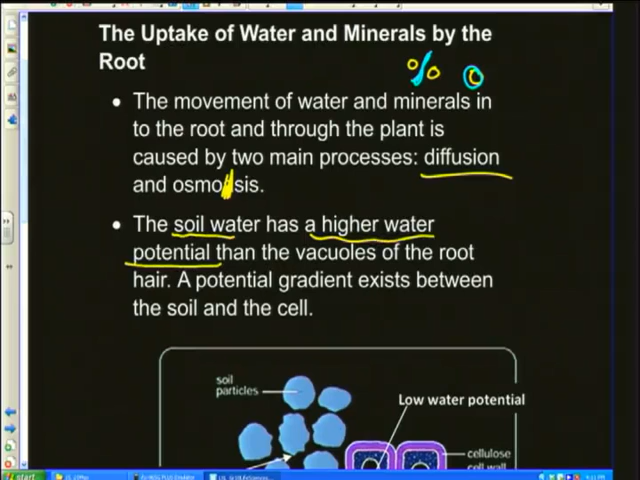 The Uptake of Water and Minerals by the
Root
% o
• The movement of water and minerals in
to the root and through the plant is
caused by two main processes: diffusion
and osmosis.
• The soil water has a higher water
potential than the vacuoles of the root
hair. A potential gradient exists between
the soil and the cell.
soil
particles
Low water potential
cellulose
cell wall
start